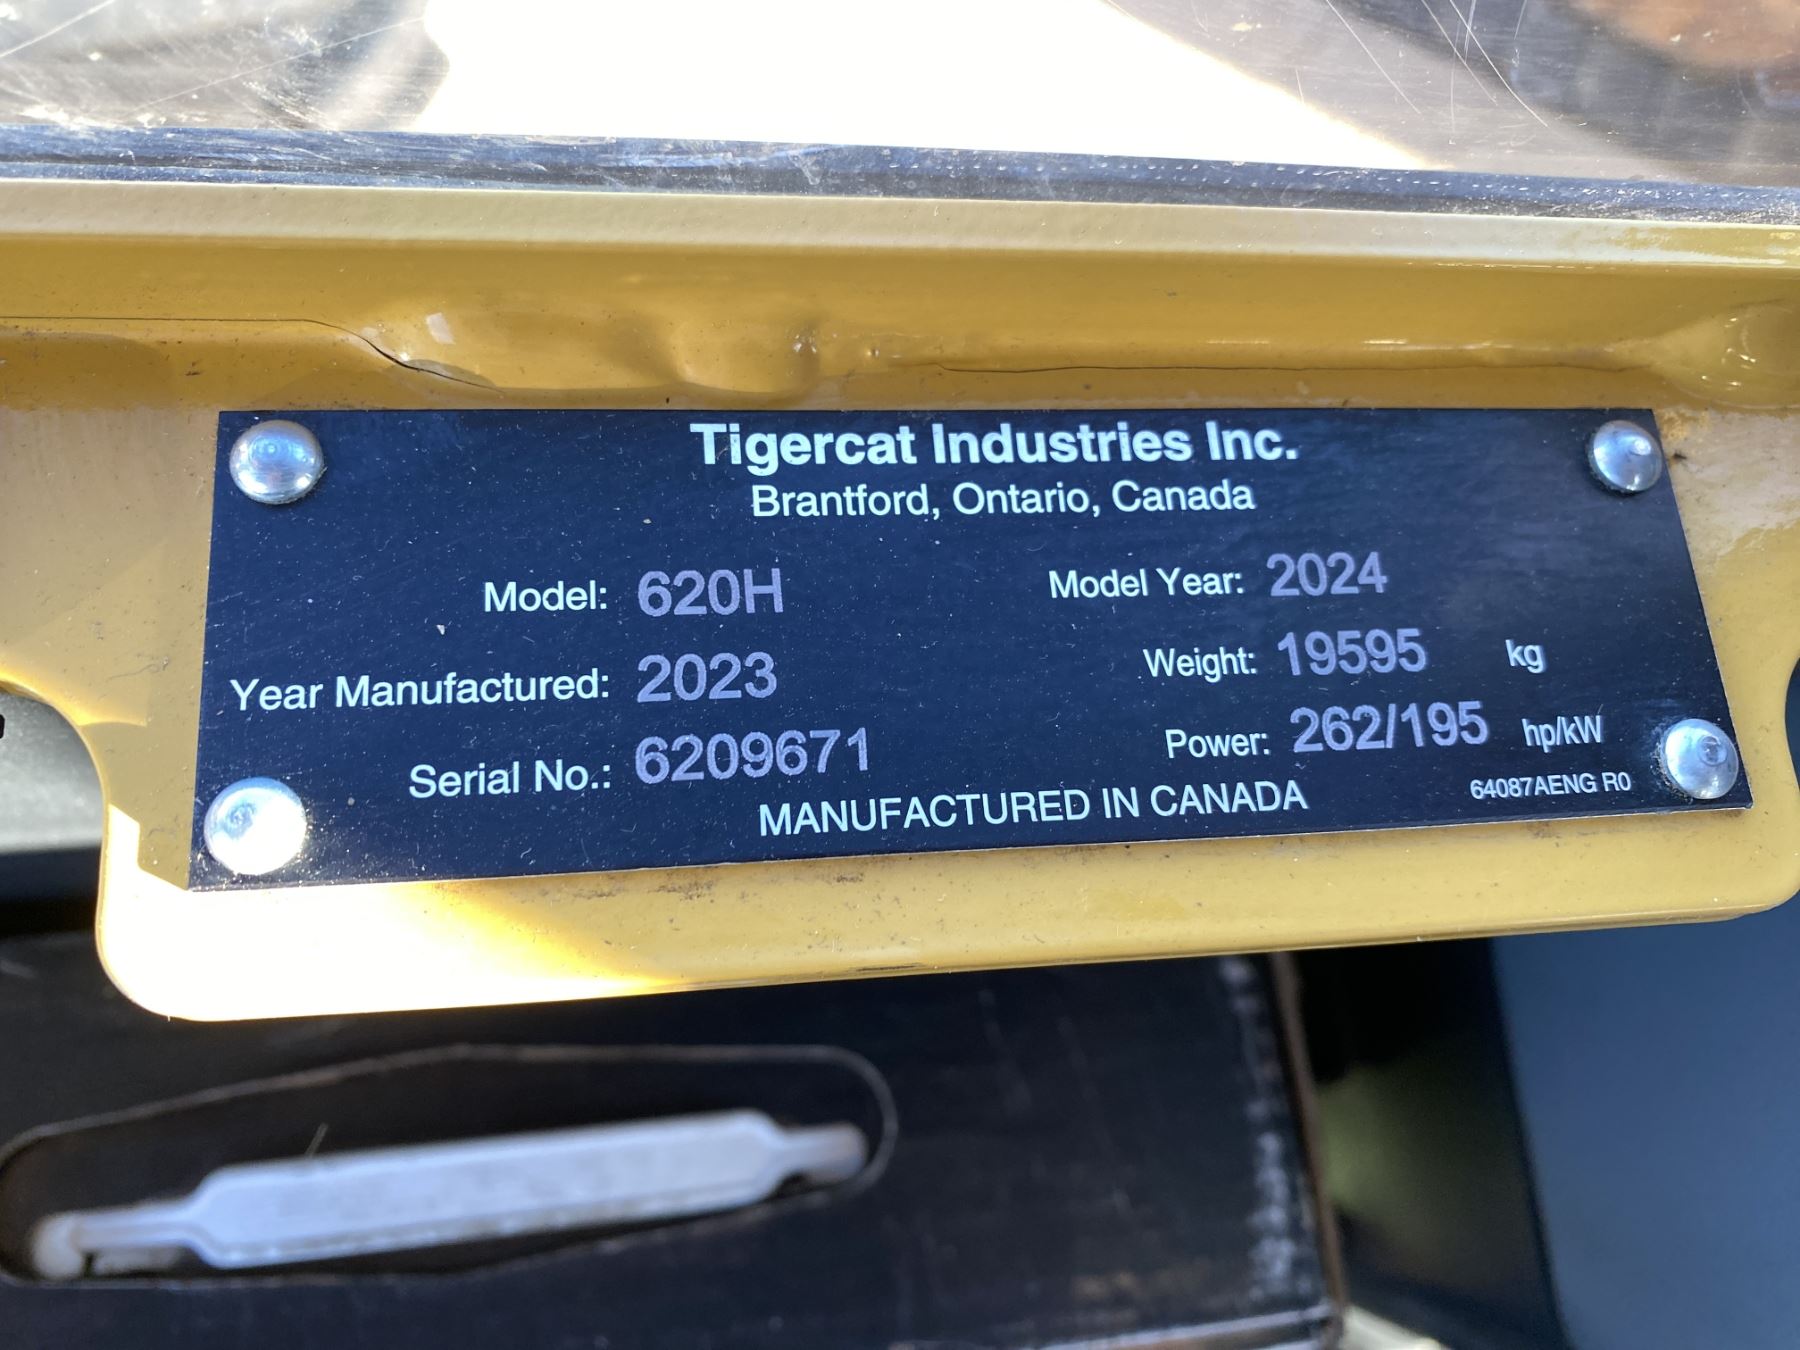 Tigercat Industries Inc.
Brantford, Ontario, Canada
Model: 620H Model Year: 2024
Year Manufactured: 2023 Weight: 19595 kg
Serial No.: 6209671 Power: 262/195 hp/kW
MANUFACTURED IN CANADA 64087AENG R0